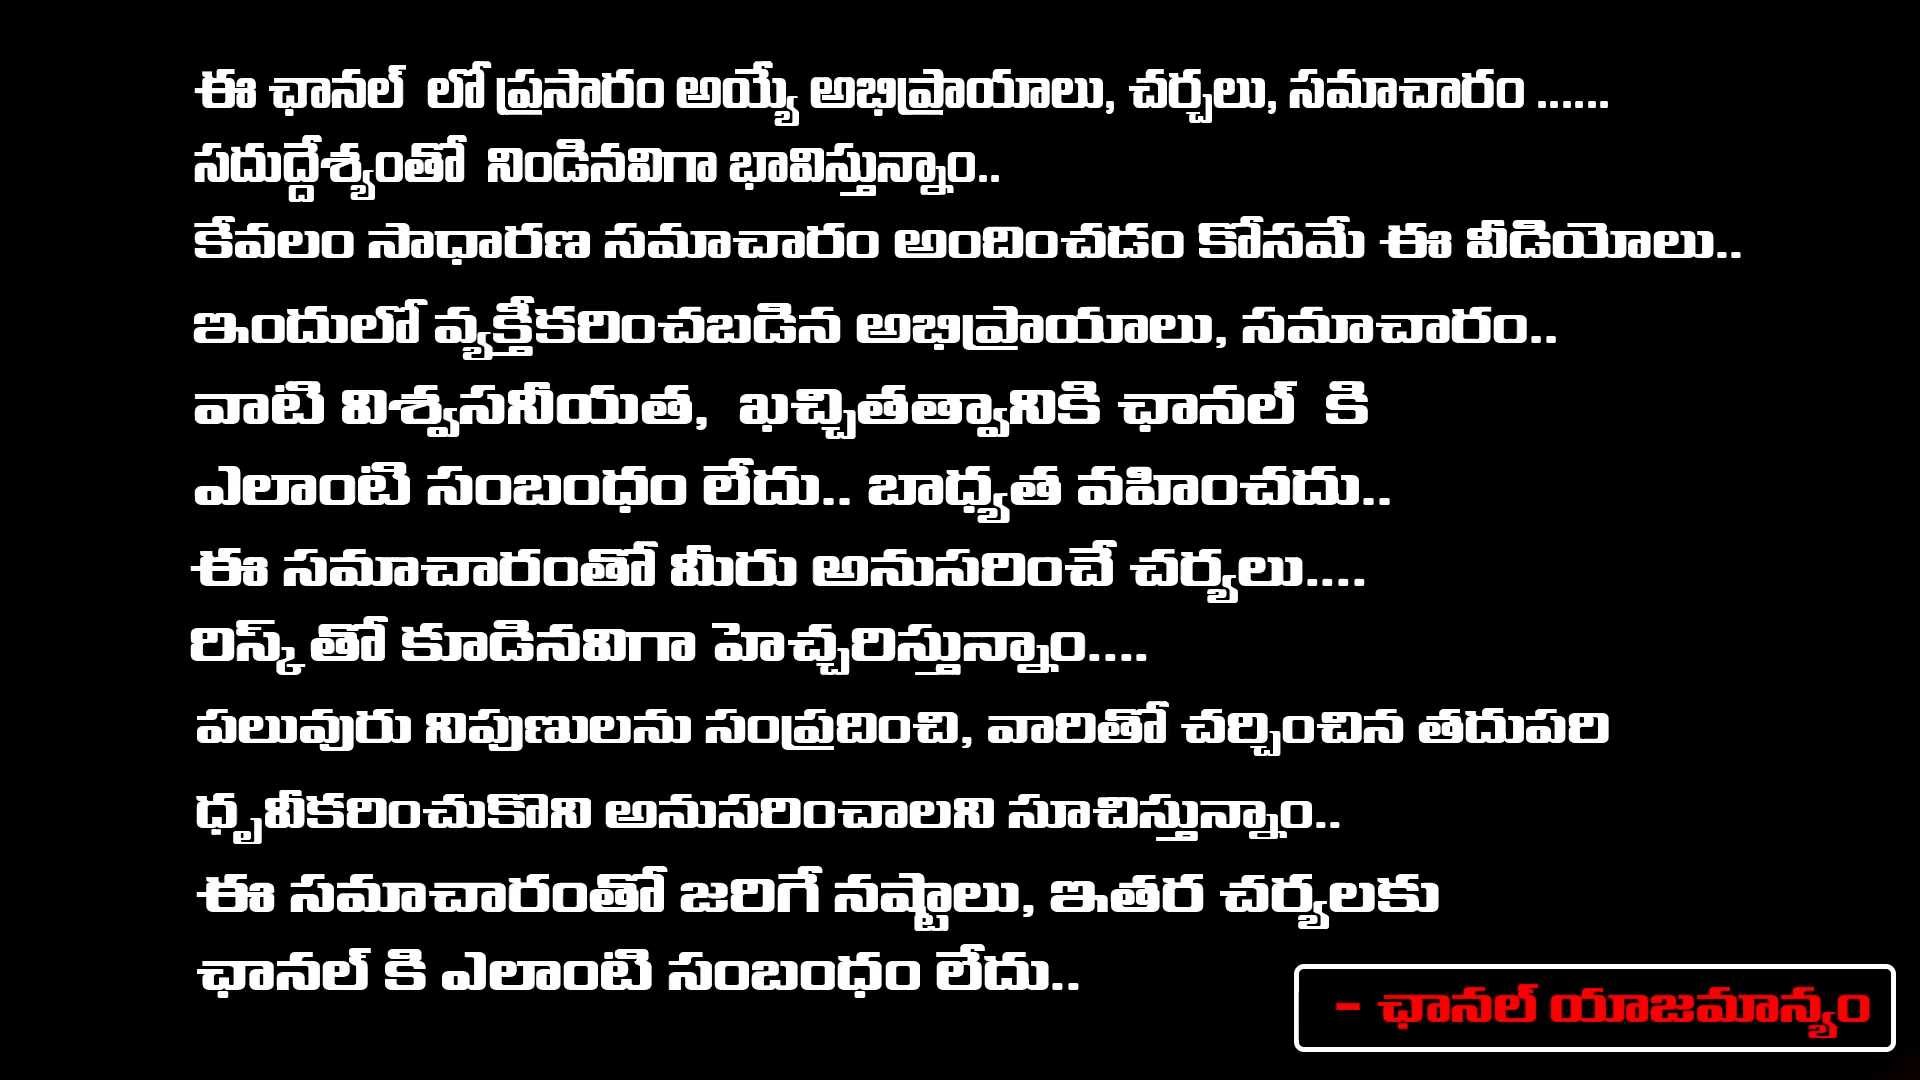 ఈ ఛానల్ లో ప్రసారం అయ్యే అభిప్రాయాలు, చర్చలు, సమాచారం ......
సదుద్దేశ్యంతో నిండినవిగా భావిస్తున్నాం..
కేవలం సాధారణ సమాచారం అందించడం కోసమే ఈ వీడియోలు..
ఇందులో వ్యక్తీకరించబడిన అభిప్రాయాలు, సమాచారం..
వాటి విశ్వసనీయత, ఖచ్చితత్వానికి ఛానల్ కి
ఎలాంటి సంబంధం లేదు.. బాధ్యత వహించదు..
ఈ సమాచారంతో మీరు అనుసరించే చర్యలు....
రిస్క్ తో కూడినవిగా హెచ్చరిస్తున్నాం....
పలువురు నిపుణులను సంప్రదించి, వారితో చర్చించిన తదుపరి
ధృవీకరించుకొని అనుసరించాలని సూచిస్తున్నాం..
ఈ సమాచారంతో జరిగే నష్టాలు, ఇతర చర్యలకు
ఛానల్ కి ఎలాంటి సంబంధం లేదు..
- ఛానల్ యాజమాన్యం